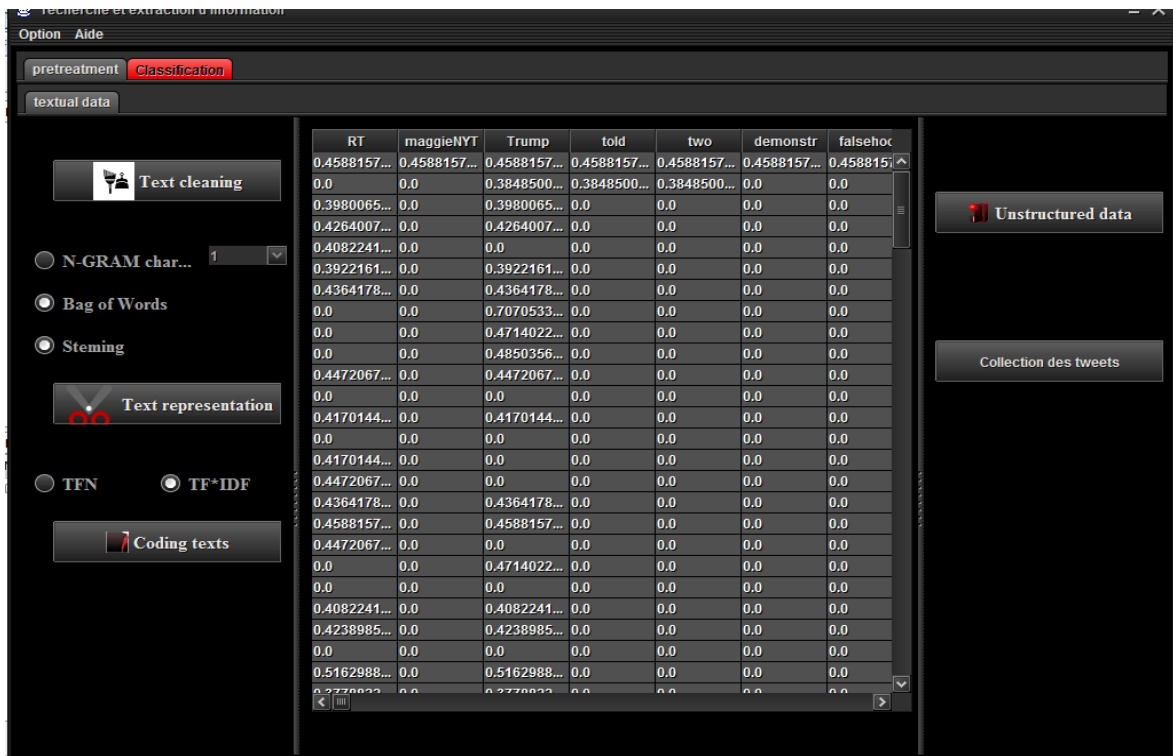 recherche et extraction d'information
Option Aide
pretreatment Classification
textual data
Text cleaning
N-GRAM char... 1
Bag of Words
Steming
Text representation
TFN TF*IDF
Coding texts
RT maggieNYT Trump told two demonstr falsehoo
0.4588157... 0.4588157... 0.4588157... 0.4588157... 0.4588157... 0.4588157... 0.4588157
0.0 0.0 0.3848500... 0.3848500... 0.3848500... 0.0 0.0
0.3980065... 0.0 0.3980065... 0.0 0.0 0.0 0.0
0.4264007... 0.0 0.4264007... 0.0 0.0 0.0 0.0
0.4082241... 0.0 0.0 0.0 0.0 0.0 0.0
0.3922161... 0.0 0.3922161... 0.0 0.0 0.0 0.0
0.4364178... 0.0 0.4364178... 0.0 0.0 0.0 0.0
0.0 0.0 0.7070533... 0.0 0.0 0.0 0.0
0.0 0.0 0.4714022... 0.0 0.0 0.0 0.0
0.0 0.0 0.4850356... 0.0 0.0 0.0 0.0
0.4472067... 0.0 0.4472067... 0.0 0.0 0.0 0.0
0.0 0.0 0.0 0.0 0.0 0.0 0.0
0.4170144... 0.0 0.4170144... 0.0 0.0 0.0 0.0
0.0 0.0 0.0 0.0 0.0 0.0 0.0
0.4170144... 0.0 0.0 0.0 0.0 0.0 0.0
0.4472067... 0.0 0.0 0.0 0.0 0.0 0.0
0.4364178... 0.0 0.4364178... 0.0 0.0 0.0 0.0
0.4588157... 0.0 0.4588157... 0.0 0.0 0.0 0.0
0.4472067... 0.0 0.0 0.0 0.0 0.0 0.0
0.0 0.0 0.4714022... 0.0 0.0 0.0 0.0
0.0 0.0 0.0 0.0 0.0 0.0 0.0
0.4082241... 0.0 0.4082241... 0.0 0.0 0.0 0.0
0.4238985... 0.0 0.4238985... 0.0 0.0 0.0 0.0
0.0 0.0 0.0 0.0 0.0 0.0 0.0
0.5162988... 0.0 0.5162988... 0.0 0.0 0.0 0.0
Unstructured data
Collection des tweets